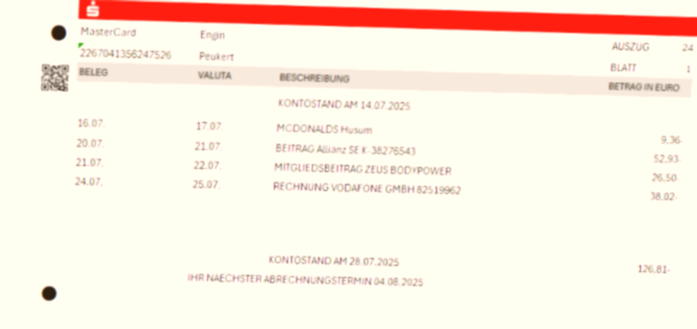 MasterCard Engin AUSZUG 24
2267041356247526 Peukert BLATT 1
BELEG VALUTA BESCHREIBUNG BETRAG IN EURO
KONTOSTAND AM 14.07.2025
16.07. 17.07. MCDONALDS Husum 9,36-
20.07. 21.07. BEITRAG Allianz SE K-38276543 52,93-
21.07. 22.07. MITGLIEDSBEITRAG ZEUS BODYPOWER 26,50-
24.07. 25.07. RECHNUNG VODAFONE GMBH 82519962 38,02-
KONTOSTAND AM 28.07.2025 126,81-
IHR NAECHSTER ABRECHNUNGSTERMIN 04.08.2025